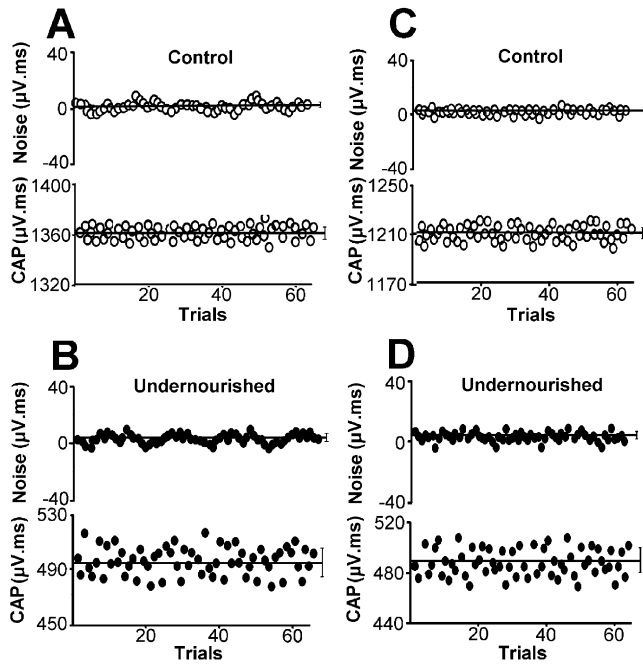 A
Control
Noise (µV.ms)
40
0
-40
CAP (µV.ms)
1400
1360
1320
20
40
60
Trials
C
Control
Noise (µV.ms)
40
0
-40
CAP (µV.ms)
1250
1210
1170
20
40
60
Trials
B
Undernourished
Noise (µV.ms)
40
0
-40
CAP (µV.ms)
530
490
450
20
40
60
Trials
D
Undernourished
Noise (µV.ms)
40
0
-40
CAP (µV.ms)
520
480
440
20
40
60
Trials